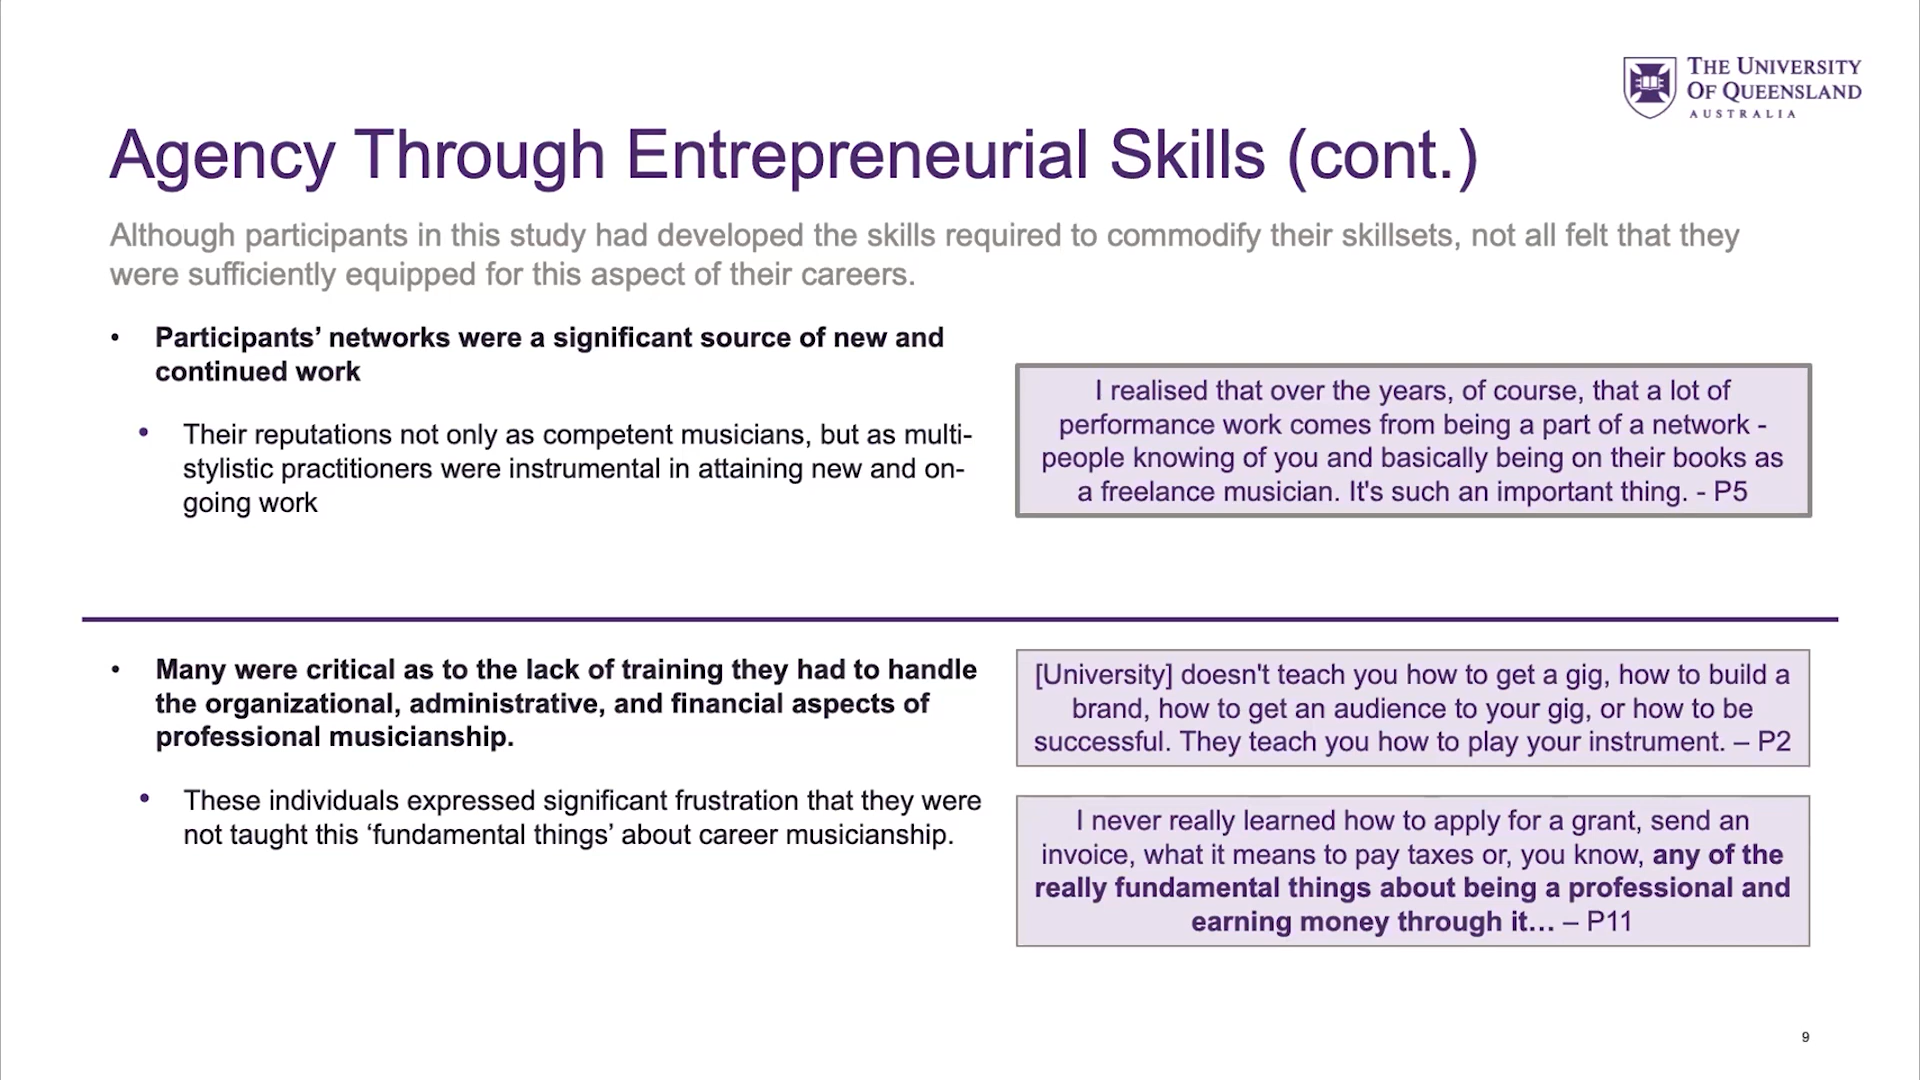 THE UNIVERSITY
OF QUEENSLAND
AUSTRALIA
Agency Through Entrepreneurial Skills (cont.)
Although participants in this study had developed the skills required to commodify their skillsets, not all felt that they
were sufficiently equipped for this aspect of their careers.
• Participants’ networks were a significant source of new and
continued work
• Their reputations not only as competent musicians, but as multi-
stylistic practitioners were instrumental in attaining new and on-
going work
I realised that over the years, of course, that a lot of
performance work comes from being a part of a network -
people knowing of you and basically being on their books as
a freelance musician. It's such an important thing. - P5
• Many were critical as to the lack of training they had to handle
the organizational, administrative, and financial aspects of
professional musicianship.
• These individuals expressed significant frustration that they were
not taught this ‘fundamental things’ about career musicianship.
[University] doesn't teach you how to get a gig, how to build a
brand, how to get an audience to your gig, or how to be
successful. They teach you how to play your instrument. – P2
I never really learned how to apply for a grant, send an
invoice, what it means to pay taxes or, you know, any of the
really fundamental things about being a professional and
earning money through it… – P11
9